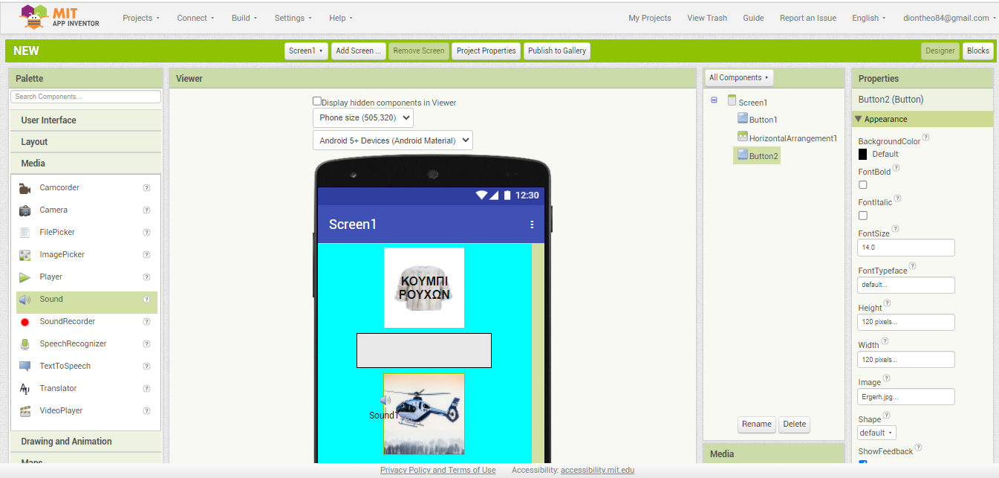 MIT
APP INVENTOR
Projects
Connect
Build
Settings
Help
My Projects
View Trash
Guide
Report an Issue
English
diontheo84@gmail.com
NEW
Screen1
Add Screen ...
Remove Screen
Project Properties
Publish to Gallery
Designer
Blocks
Palette
Search Components...
User Interface
Layout
Media
Camcorder ?
Camera ?
FilePicker ?
ImagePicker ?
Player ?
Sound ?
SoundRecorder ?
SpeechRecognizer ?
TextToSpeech ?
Translator ?
VideoPlayer ?
Drawing and Animation
Maps
Viewer
Display hidden components in Viewer
Phone size (505,320)
Android 5+ Devices (Android Material)
12:30
Screen1
ΚΟΥΜΠΙ
ΡΟΥΧΩΝ
Sound1
All Components
Screen1
Button1
HorizontalArrangement1
Button2
Rename
Delete
Media
Properties
Button2 (Button)
Appearance
BackgroundColor ?
Default
FontBold ?
FontItalic ?
FontSize ?
14.0
FontTypeface ?
default...
Height ?
120 pixels...
Width ?
120 pixels...
Image ?
Ergerh.jpg...
Shape ?
default
ShowFeedback ?
Privacy Policy and Terms of Use
Accessibility: accessibility.mit.edu